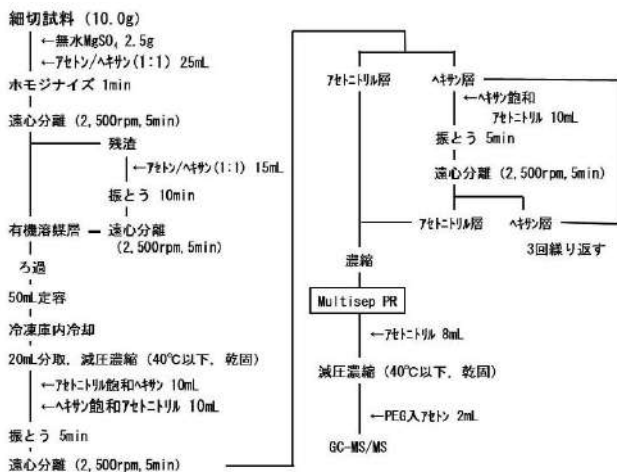 細切試料 (10.0g)
←無水MgSO₄ 2.5g
←ｱｾﾄﾝ/ﾍｷｻﾝ(1:1) 25mL
ホモジナイズ 1min
遠心分離 (2,500rpm,5min)
残渣
←ｱｾﾄﾝ/ﾍｷｻﾝ(1:1) 15mL
振とう 10min
有機溶媒層 — 遠心分離
(2,500rpm,5min)
ろ過
50mL定容
冷凍庫内冷却
20mL分取，減圧濃縮 (40℃以下，乾固)
←ｱｾﾄﾆﾄﾘﾙ飽和ﾍｷｻﾝ 10mL
←ﾍｷｻﾝ飽和ｱｾﾄﾆﾄﾘﾙ 10mL
振とう 5min
遠心分離 (2,500rpm,5min)
ｱｾﾄﾆﾄﾘﾙ層
ﾍｷｻﾝ層
←ﾍｷｻﾝ飽和
ｱｾﾄﾆﾄﾘﾙ 10mL
振とう 5min
遠心分離 (2,500rpm,5min)
ｱｾﾄﾆﾄﾘﾙ層
ﾍｷｻﾝ層
3回繰り返す
濃縮
Multisep PR
←ｱｾﾄﾆﾄﾘﾙ 8mL
減圧濃縮 (40℃以下，乾固)
←PEG入ｱｾﾄﾝ 2mL
GC-MS/MS